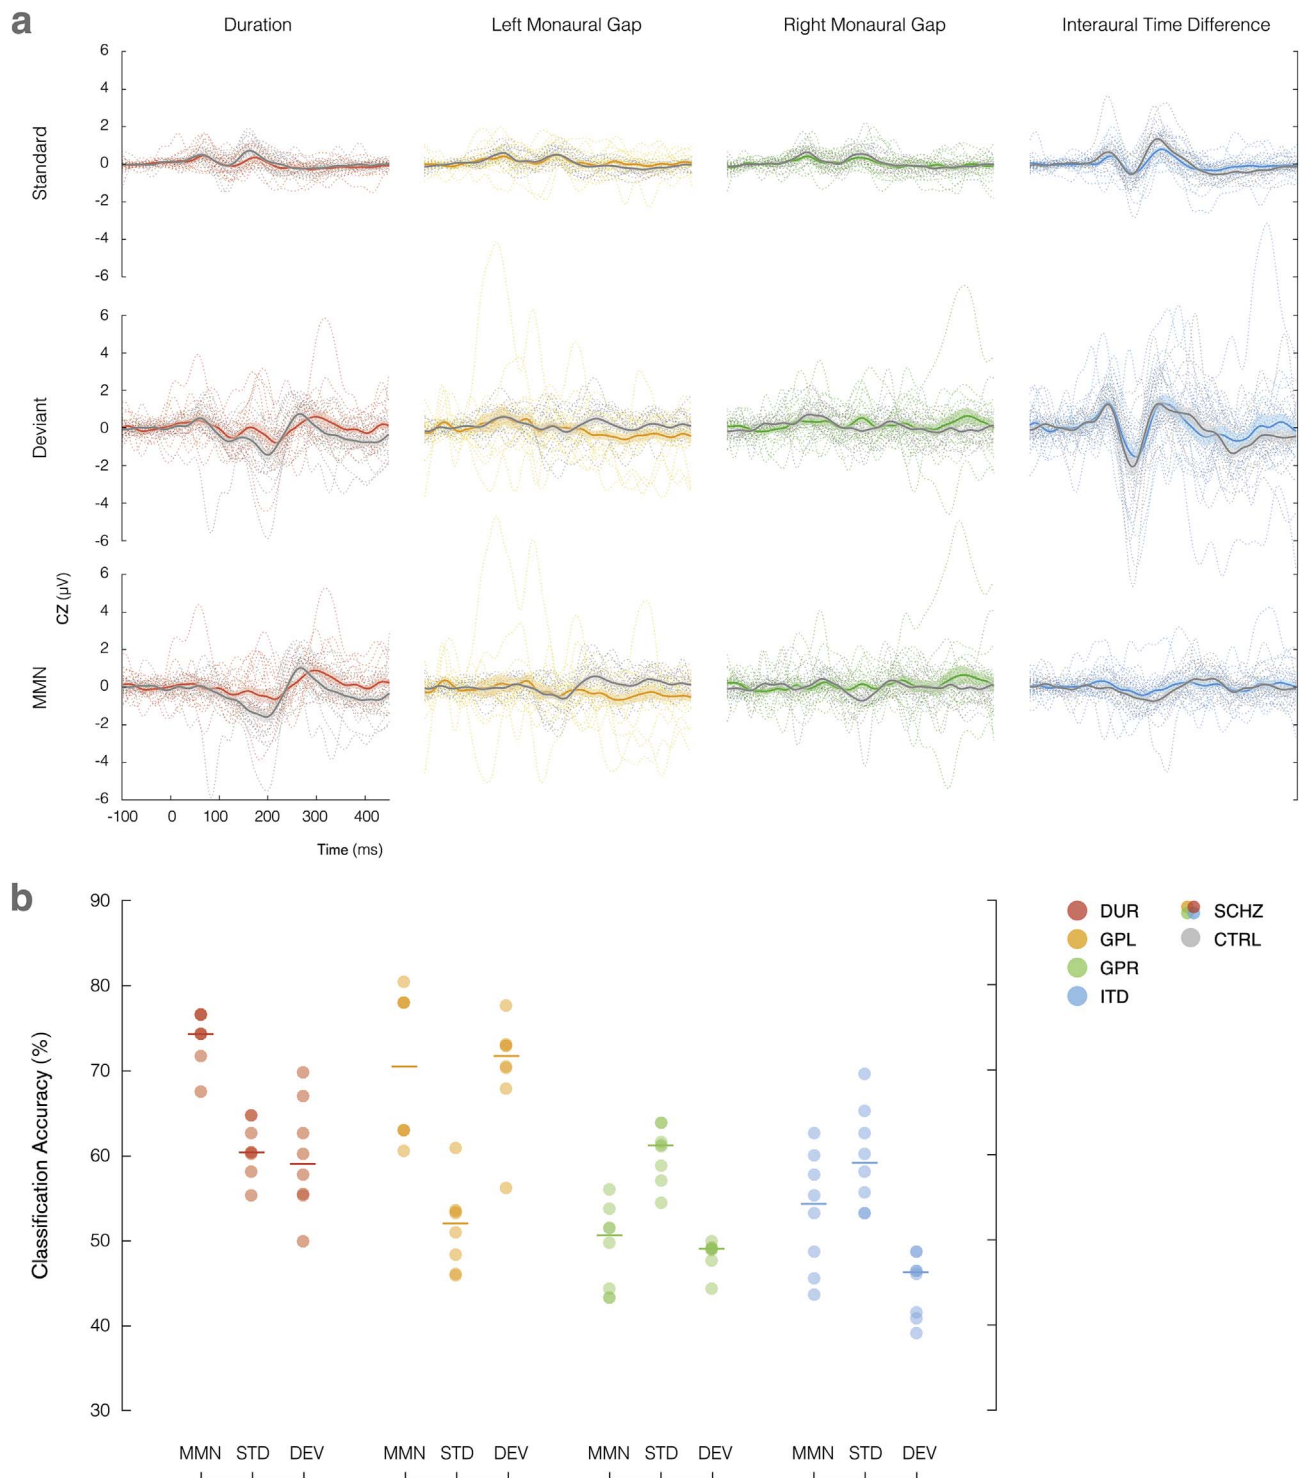 a
Duration
Left Monaural Gap
Right Monaural Gap
Interaural Time Difference
Standard
6
4
2
0
-2
-4
-6
Deviant
6
4
2
0
-2
-4
-6
CZ (μV)
MMN
6
4
2
0
-2
-4
-6
-100 0 100 200 300 400
Time (ms)
b
Classification Accuracy (%)
90
80
70
60
50
40
30
MMN STD DEV MMN STD DEV MMN STD DEV MMN STD DEV
DUR SCHZ
GPL CTRL
GPR
ITD